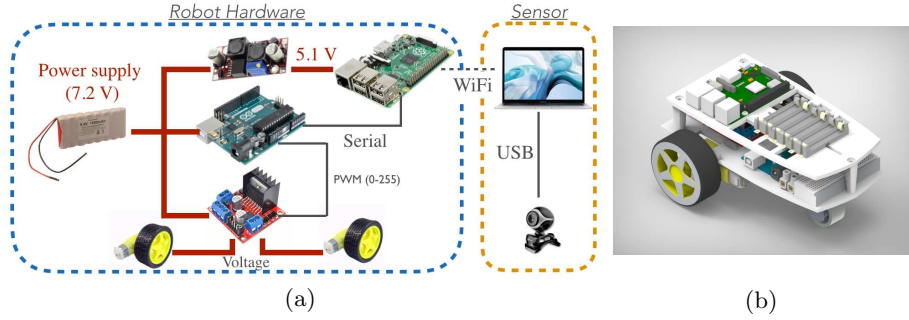 Robot Hardware
Sensor
5.1 V
Power supply
(7.2 V)
WiFi
Serial
USB
PWM (0-255)
Voltage
(a)
(b)